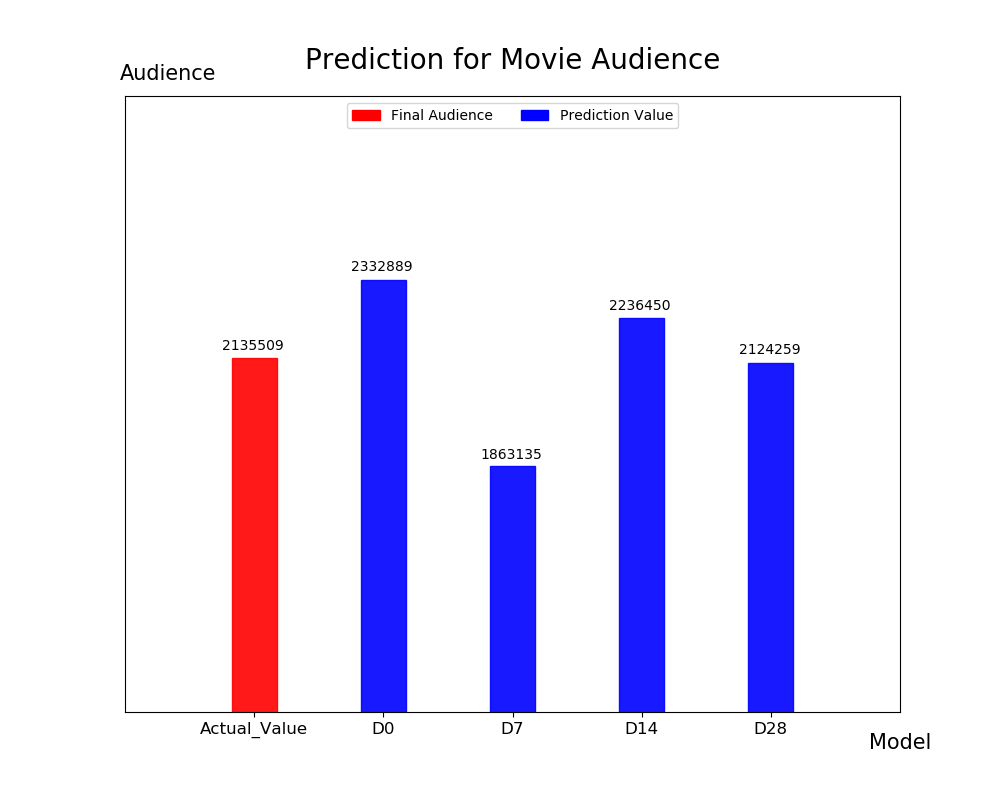 Prediction for Movie Audience
Audience
Final Audience Prediction Value
2332889
2236450
2135509
2124259
1863135
Actual_Value D0 D7 D14 D28
Model